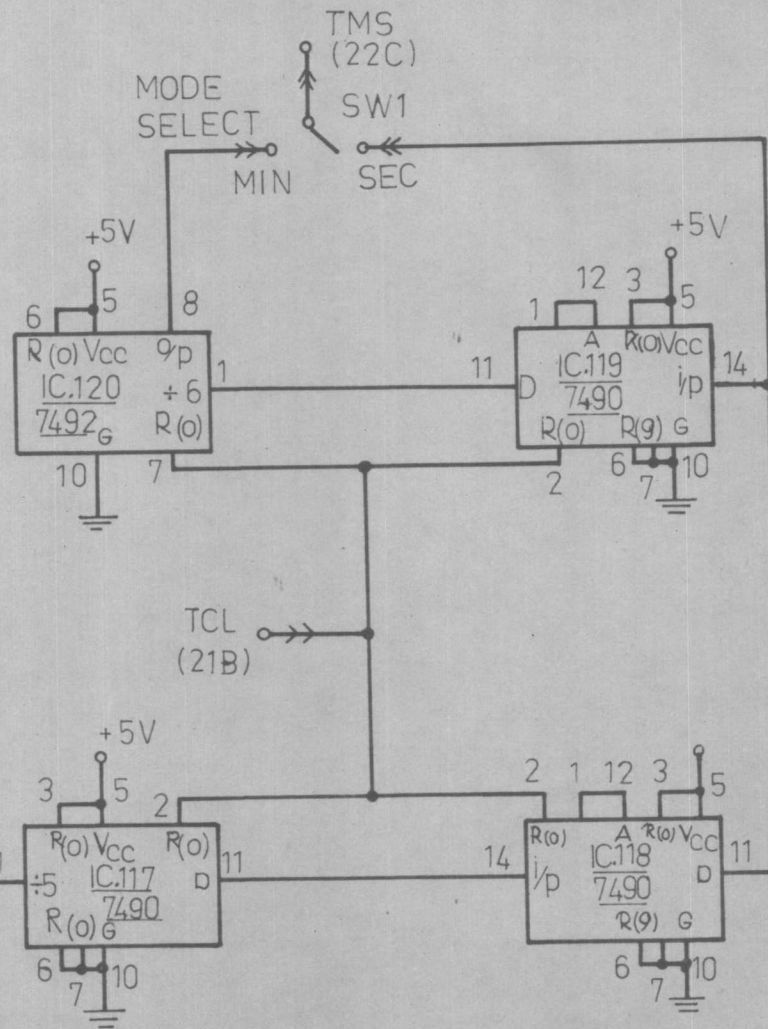 TMS
(22C)
MODE
SELECT
SW1
MIN
SEC
+5V
+5V
6
5
8
12
3
5
1
R(0) VCC o/p
IC.120
÷6
7492
G
R(0)
1
11
A
R(0) VCC
IC.119
D
7490
i/p
R(0)
R(9)
G
14
10
7
2
6
7
10
TCL
(21B)
+5V
3
5
2
2
1
12
3
5
R(0) VCC
R(0)
÷5
IC.117
D
7490
R(0) G
11
14
R(0)
A
R(0) VCC
i/p
IC.118
D
7490
R(9)
G
11
6
7
10
6
7
10